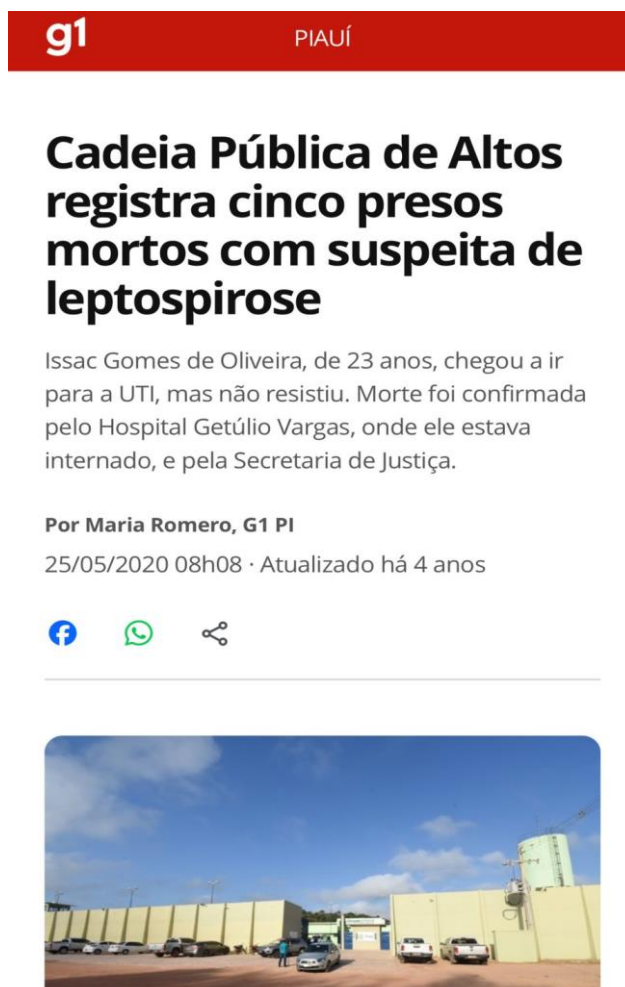 g1
PIAUÍ
Cadeia Pública de Altos
registra cinco presos
mortos com suspeita de
leptospirose
Issac Gomes de Oliveira, de 23 anos, chegou a ir
para a UTI, mas não resistiu. Morte foi confirmada
pelo Hospital Getúlio Vargas, onde ele estava
internado, e pela Secretaria de Justiça.
Por Maria Romero, G1 PI
25/05/2020 08h08 · Atualizado há 4 anos